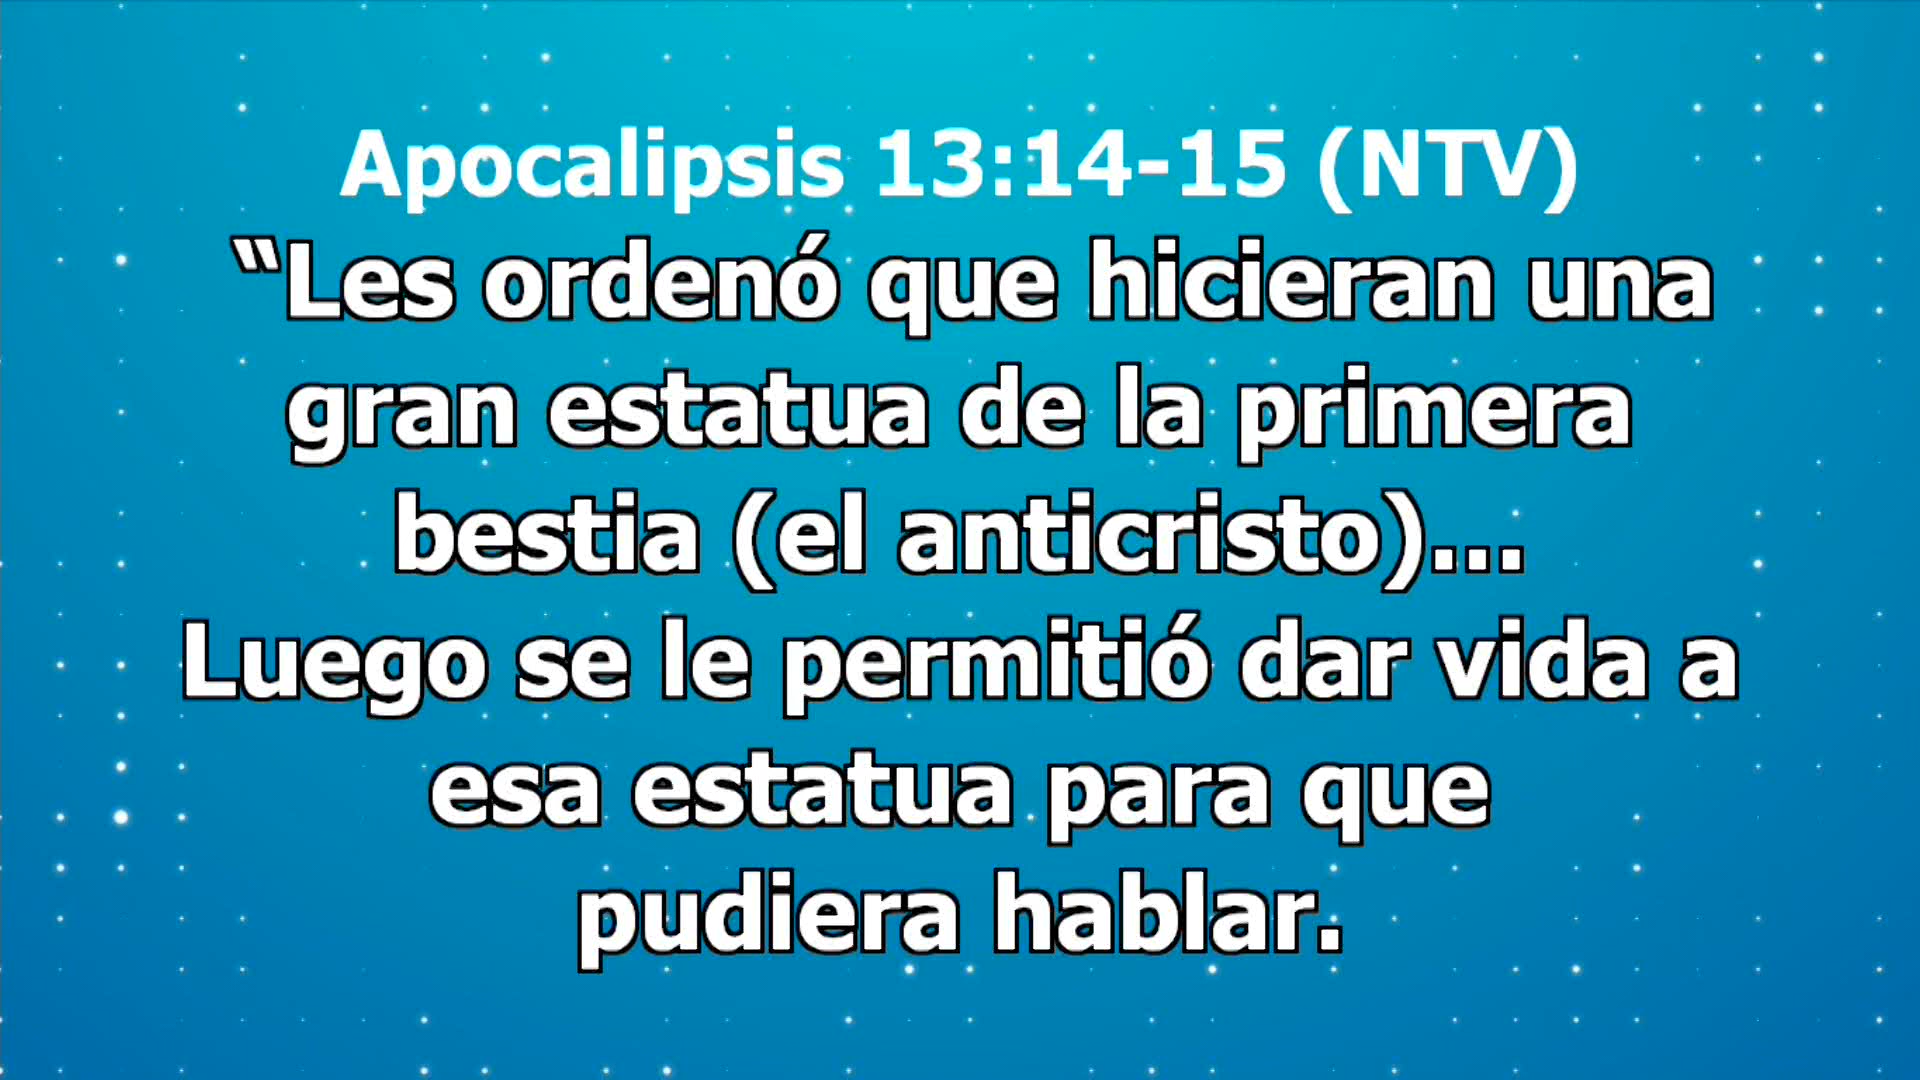 Apocalipsis 13:14-15 (NTV)
“Les ordenó que hicieran una
gran estatua de la primera
bestia (el anticristo)...
Luego se le permitió dar vida a
esa estatua para que
pudiera hablar.